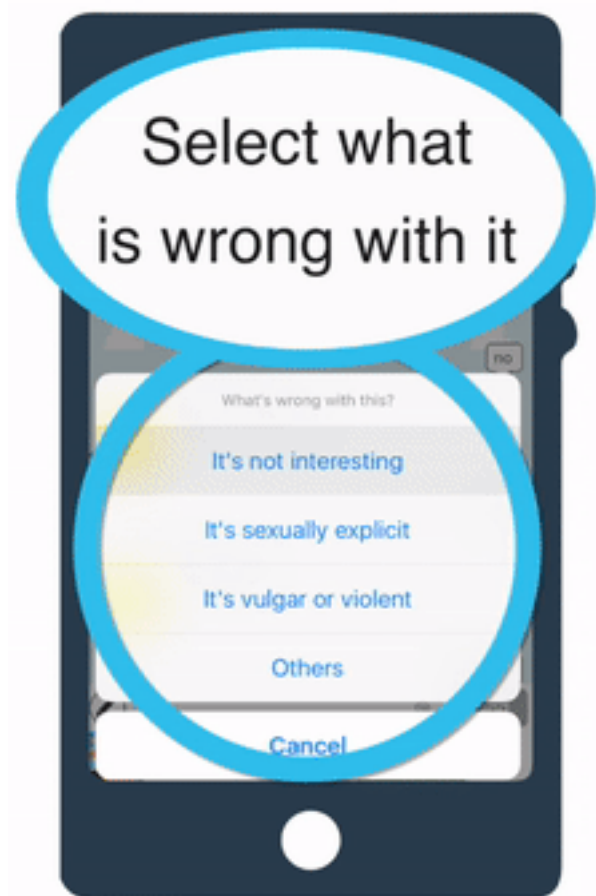 Select what
is wrong with it
no
What's wrong with this?
It's not interesting
It's sexually explicit
It's vulgar or violent
Others
Cancel